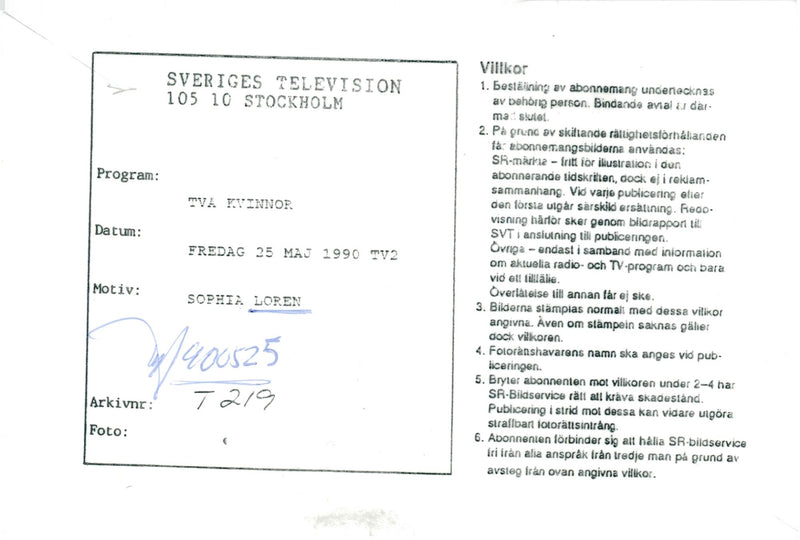 SVERIGES TELEVISION
105 10 STOCKHOLM
Program:
TVA KVINNOR
Datum:
FREDAG 25 MAJ 1990 TV2
Motiv:
SOPHIA LOREN
/900525
Arkivnr: T 219
Foto:
Villkor
1. Beställning av abonnemang undertecknas
av behörig person. Bindande avtal är där-
med slutet.
2. På grund av skiftande rättighetsförhållanden
får abonnemangsbilderna användas:
SR-märkta – fritt för illustration i den
abonnerande tidskriften, dock ej i reklam-
sammanhang. Vid varje publicering efter
den första utgår särskild ersättning. Redo-
visning härför sker genom bildrapport till
SVT i anslutning till publiceringen.
Övriga – endast i samband med information
om aktuella radio- och TV-program och bara
vid ett tillfälle.
Överlåtelse till annan får ej ske.
3. Bilderna stämplas normalt med dessa villkor
angivna. Även om stämpeln saknas gäller
dock villkoren.
4. Fotorättshavarens namn ska anges vid pub-
liceringen.
5. Bryter abonnenten mot villkoren under 2–4 har
SR-Bildservice rätt att kräva skadestånd.
Publicering i strid mot dessa kan vidare utgöra
straffbart fotorättsintrång.
6. Abonnenten förbinder sig att hålla SR-bildservice
fri från alla anspråk från tredje man på grund av
avsteg från ovan angivna villkor.